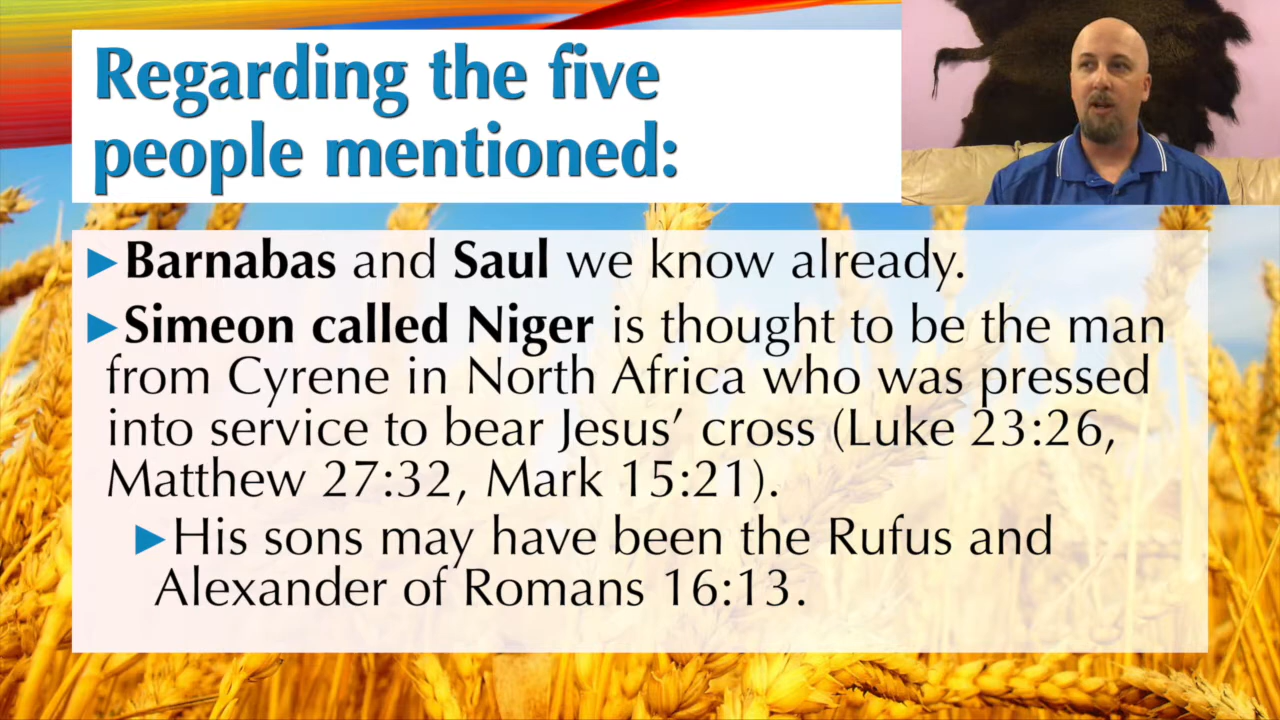 Regarding the five
people mentioned:
▶Barnabas and Saul we know already.
▶Simeon called Niger is thought to be the man
from Cyrene in North Africa who was pressed
into service to bear Jesus’ cross (Luke 23:26,
Matthew 27:32, Mark 15:21).
▶His sons may have been the Rufus and
Alexander of Romans 16:13.